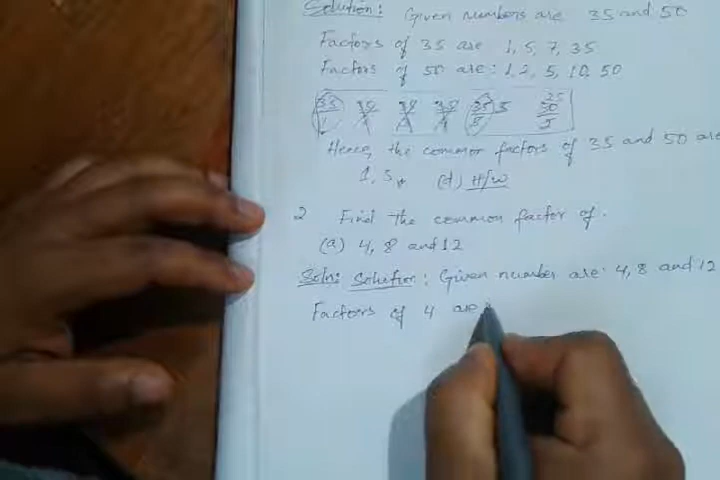 Solution: Given numbers are 35 and 50
Factors of 35 are 1, 5, 7, 35
Factors of 50 are: 1, 2, 5, 10, 50
Hence, the common factors of 35 and 50 are
1, 5, (d) H/W
2 Find the common factor of.
(a) 4, 8 and 12
Soln: Solution: Given number are: 4, 8 and 12
Factors of 4 are